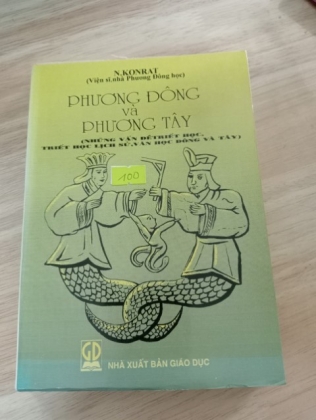 N.KONRAT
(Viện sĩ.nhà Phương Đông học)
PHƯƠNG ĐÔNG
và
PHƯƠNG TÂY
(NHỮNG VẤN ĐỀ TRIẾT HỌC,
TRIẾT HỌC LỊCH SỬ,VĂN HỌC ĐÔNG VÀ TÂY)
100
GD
NHÀ XUẤT BẢN GIÁO DỤC